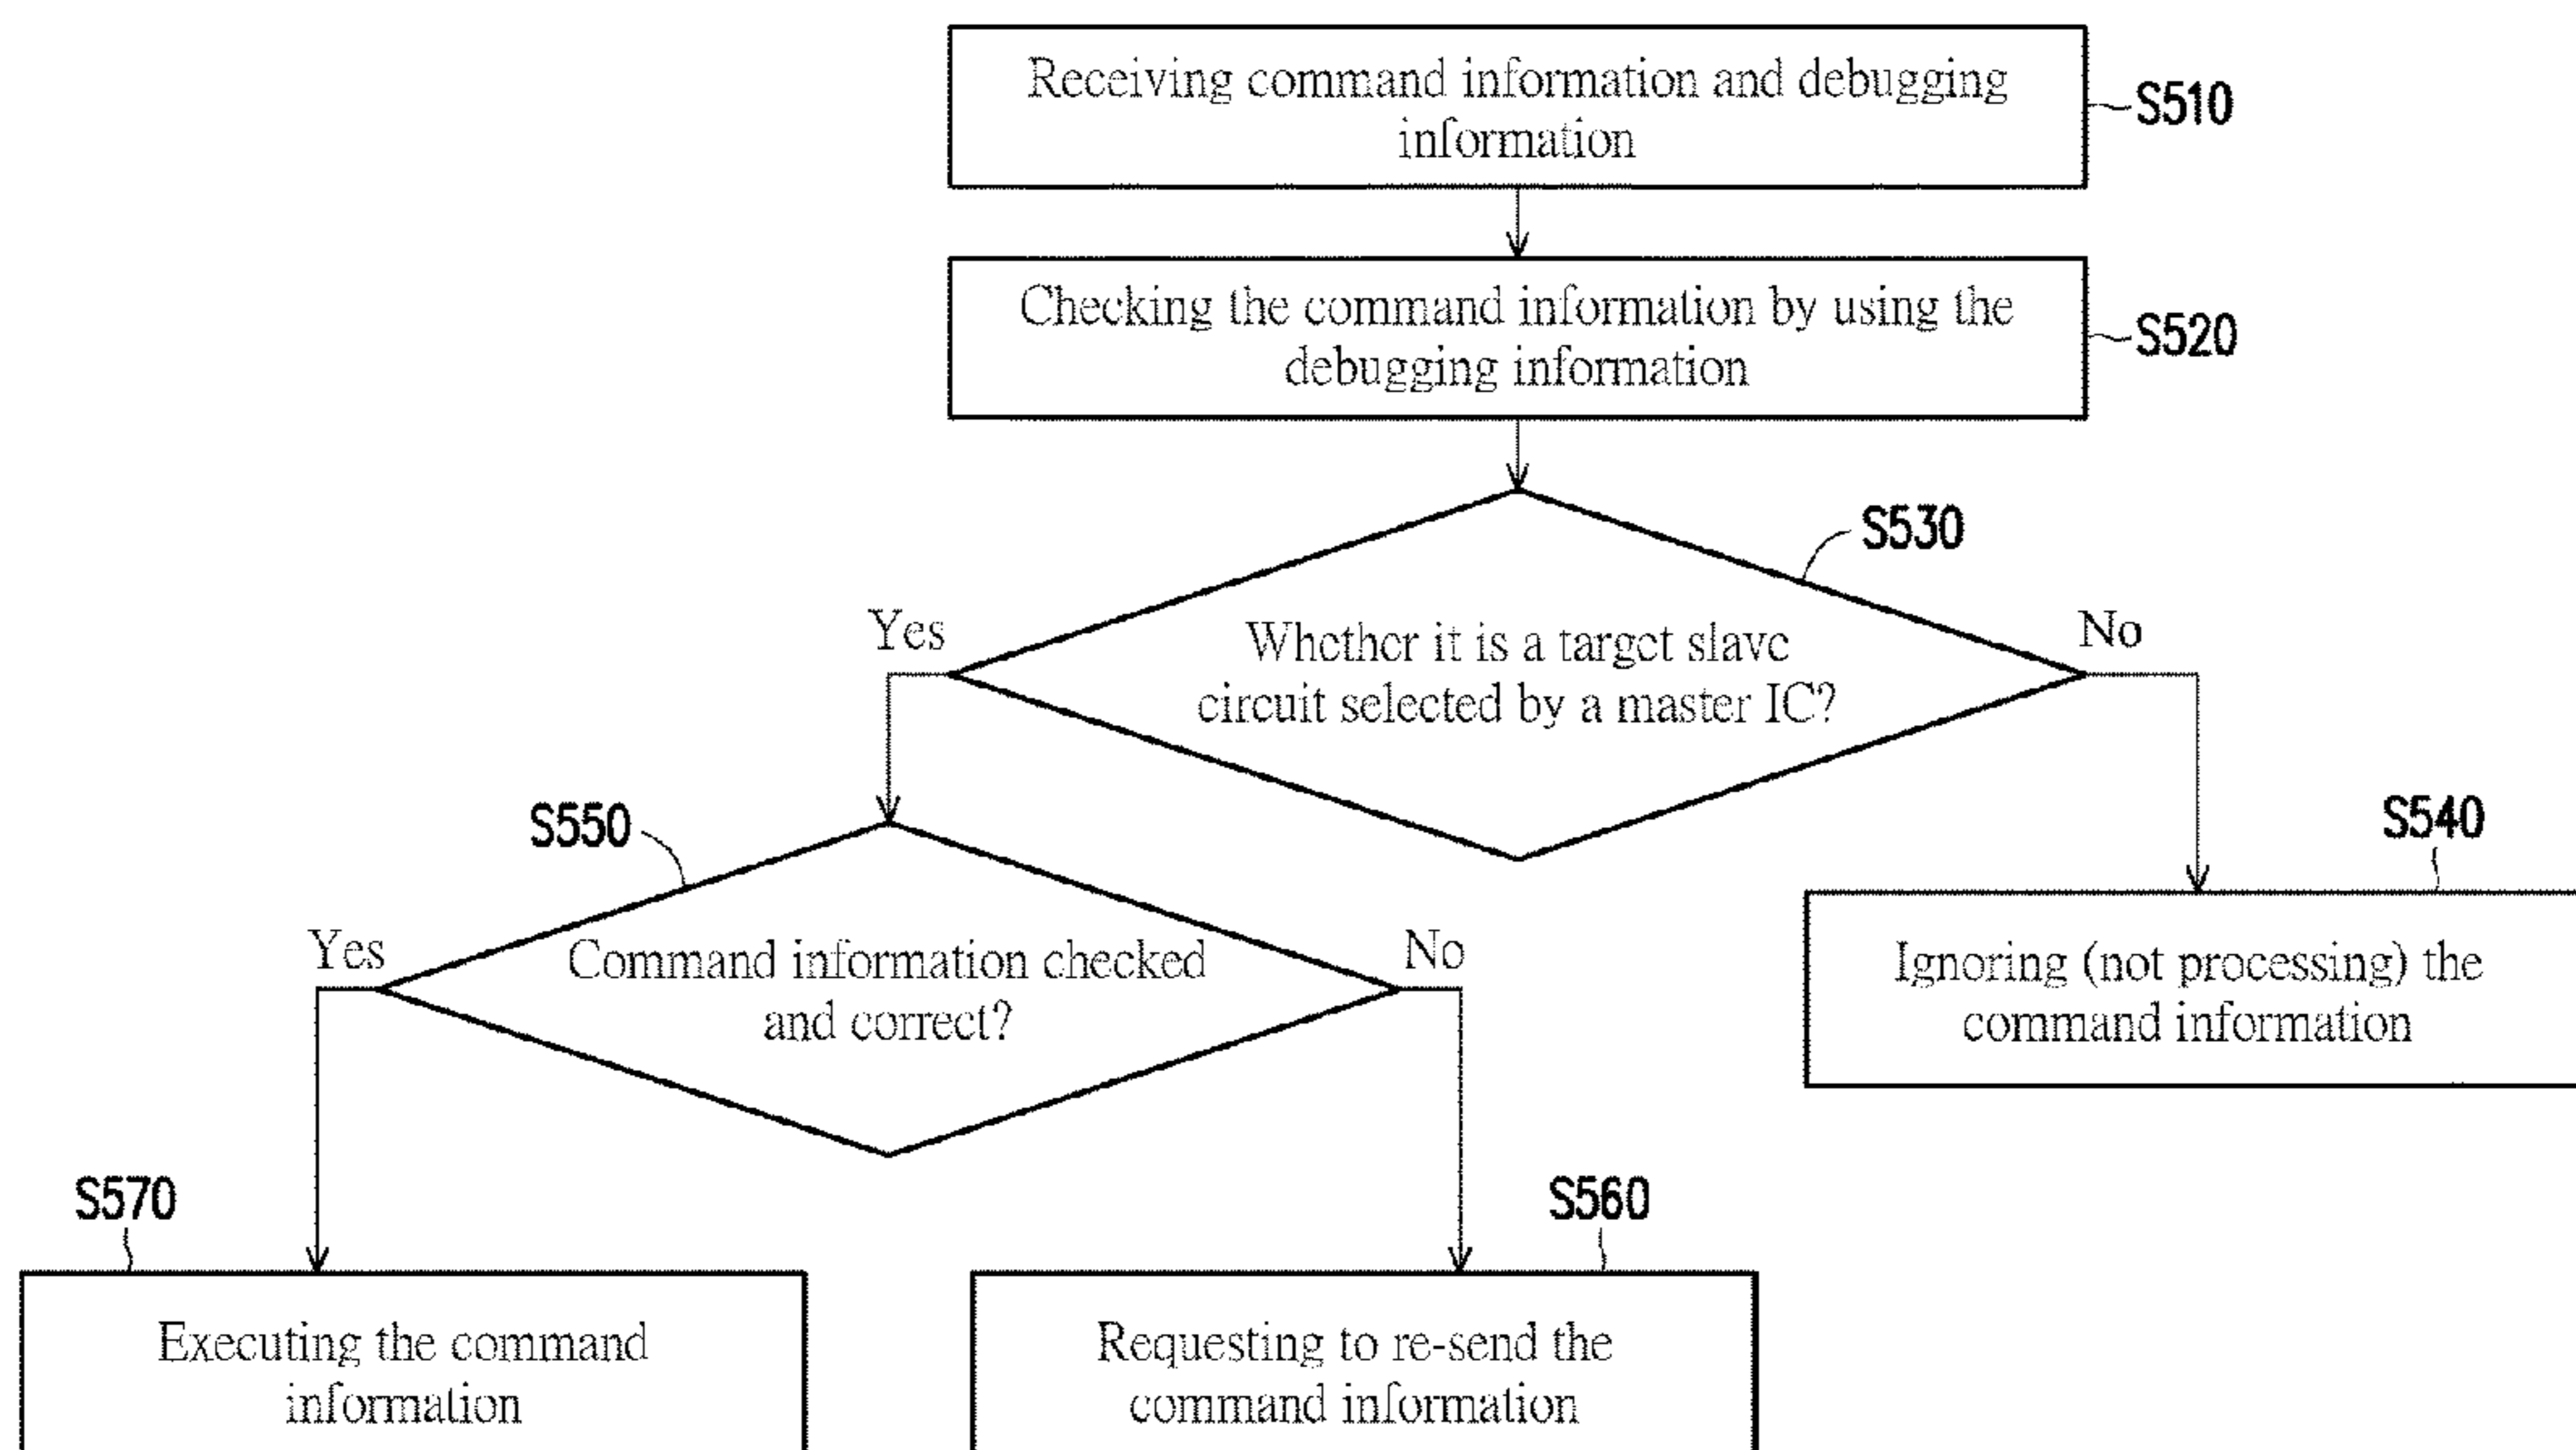 Receiving command information and debugging
information
S510
Checking the command information by using the
debugging information
S520
S530
Yes
No
Whether it is a target slave
circuit selected by a master IC?
S550
S540
Yes
No
Command information checked
and correct?
Ignoring (not processing) the
command information
S570
S560
Executing the command
information
Requesting to re-send the
command information